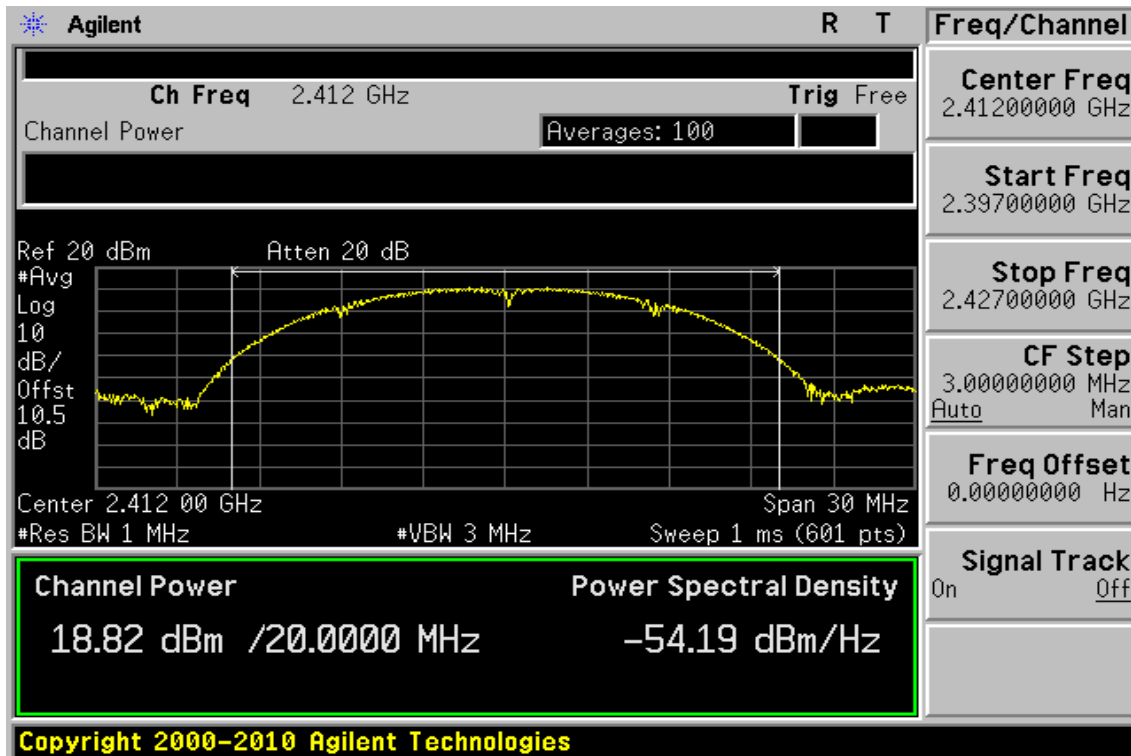 Agilent R T
Ch Freq 2.412 GHz Trig Free
Channel Power Averages: 100
Ref 20 dBm Atten 20 dB
#Avg
Log
10
dB/
Offst
10.5
dB
Center 2.412 00 GHz Span 30 MHz
#Res BW 1 MHz #VBW 3 MHz Sweep 1 ms (601 pts)
Channel Power Power Spectral Density
18.82 dBm /20.0000 MHz -54.19 dBm/Hz
Copyright 2000-2010 Agilent Technologies
Freq/Channel
Center Freq
2.41200000 GHz
Start Freq
2.39700000 GHz
Stop Freq
2.42700000 GHz
CF Step
3.00000000 MHz
Auto Man
Freq Offset
0.00000000 Hz
Signal Track
On Off